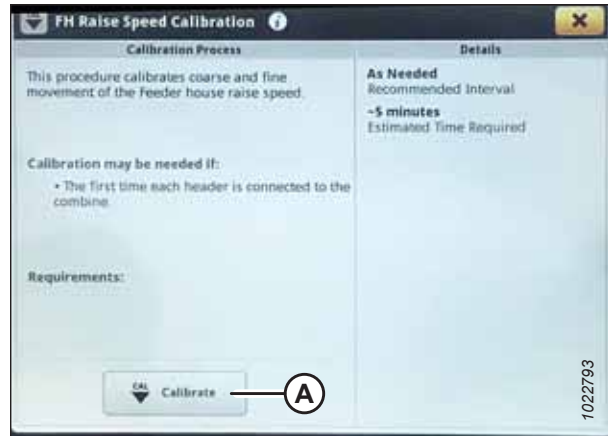 FH Raise Speed Calibration
Calibration Process
This procedure calibrates coarse and fine
movement of the Feeder house raise speed.
Calibration may be needed if:
• The first time each header is connected to the
combine.
Requirements:
CAL Calibrate
Details
As Needed
Recommended Interval
~5 minutes
Estimated Time Required
A
1022793